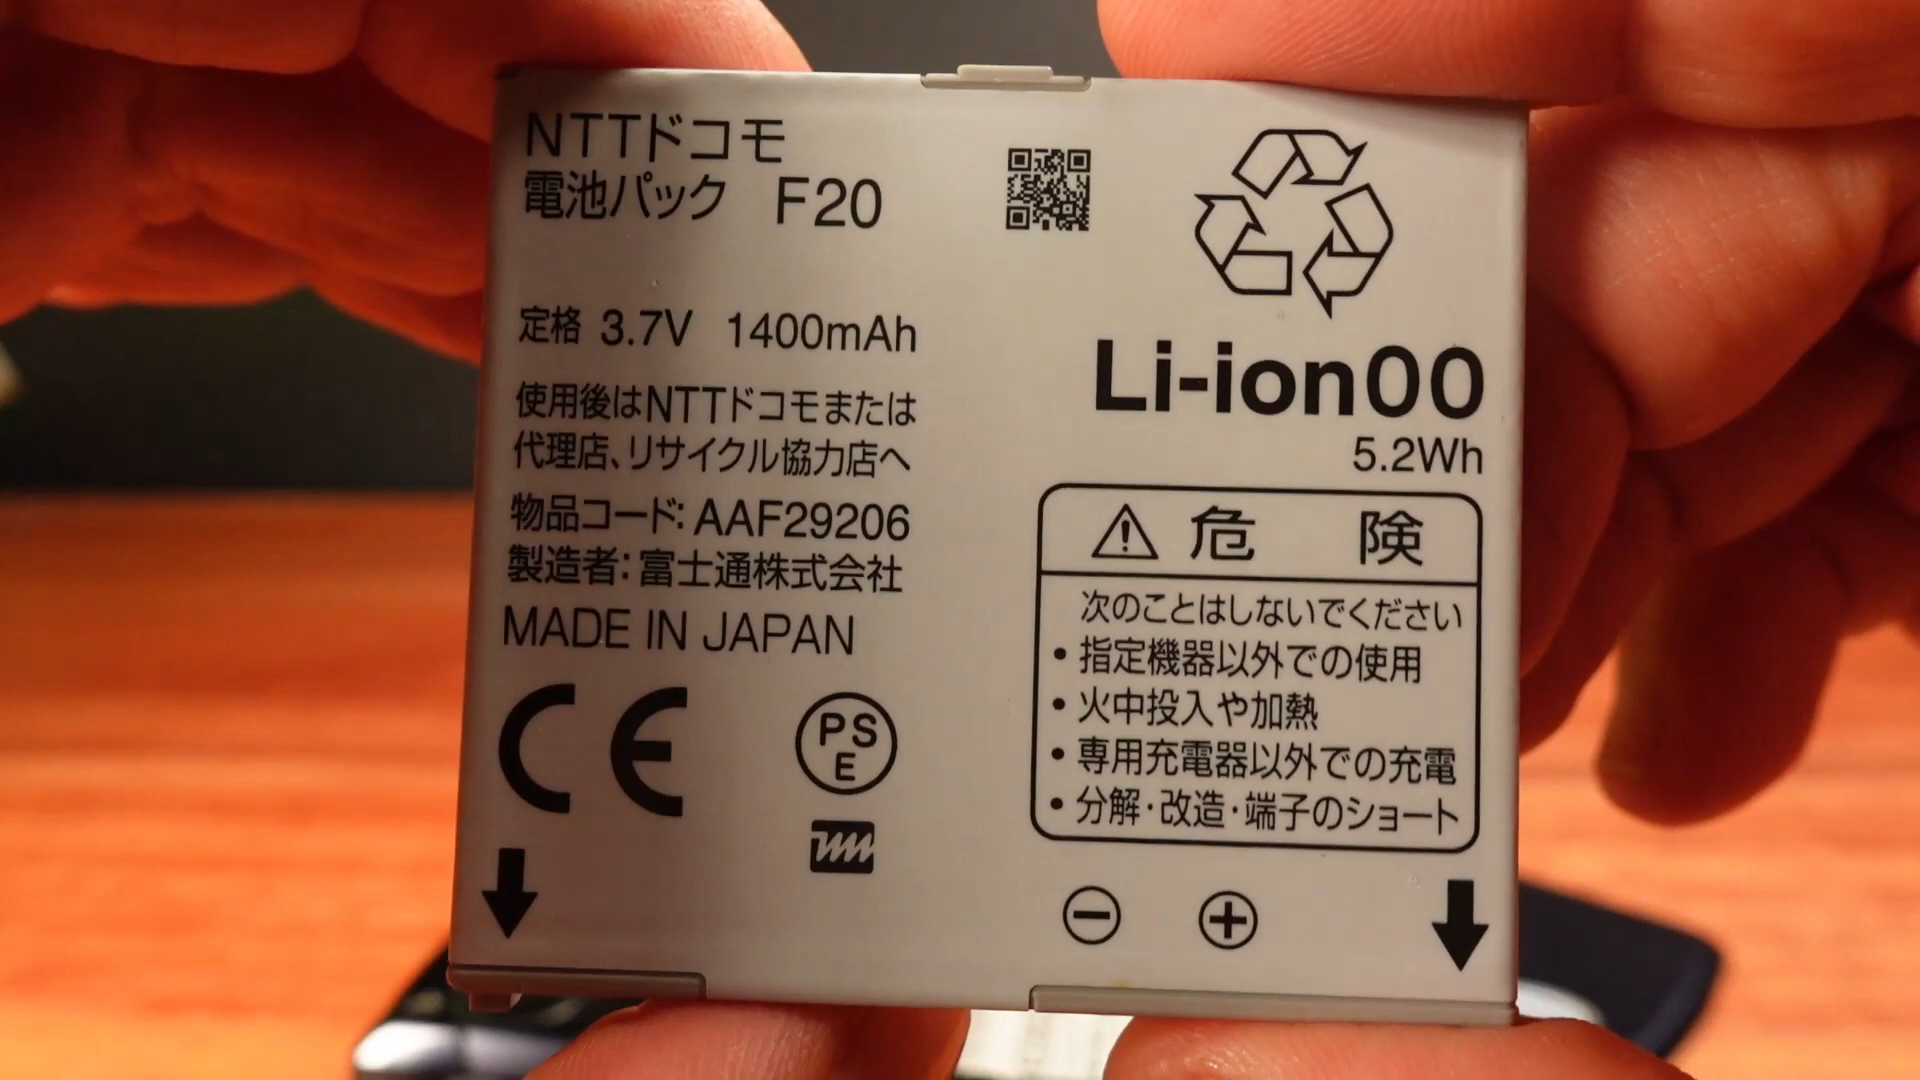 NTTドコモ
電池パック F20
定格 3.7V 1400mAh
使用後はNTTドコモまたは
代理店、リサイクル協力店へ
物品コード:AAF29206
製造者:富士通株式会社
MADE IN JAPAN
CE
PS
E
Li-ion00
5.2Wh
⚠危 険
次のことはしないでください
・指定機器以外での使用
・火中投入や加熱
・専用充電器以外での充電
・分解・改造・端子のショート
⊖ ⊕